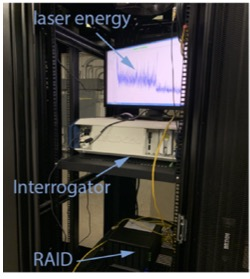 laser energy
Interrogator
RAID